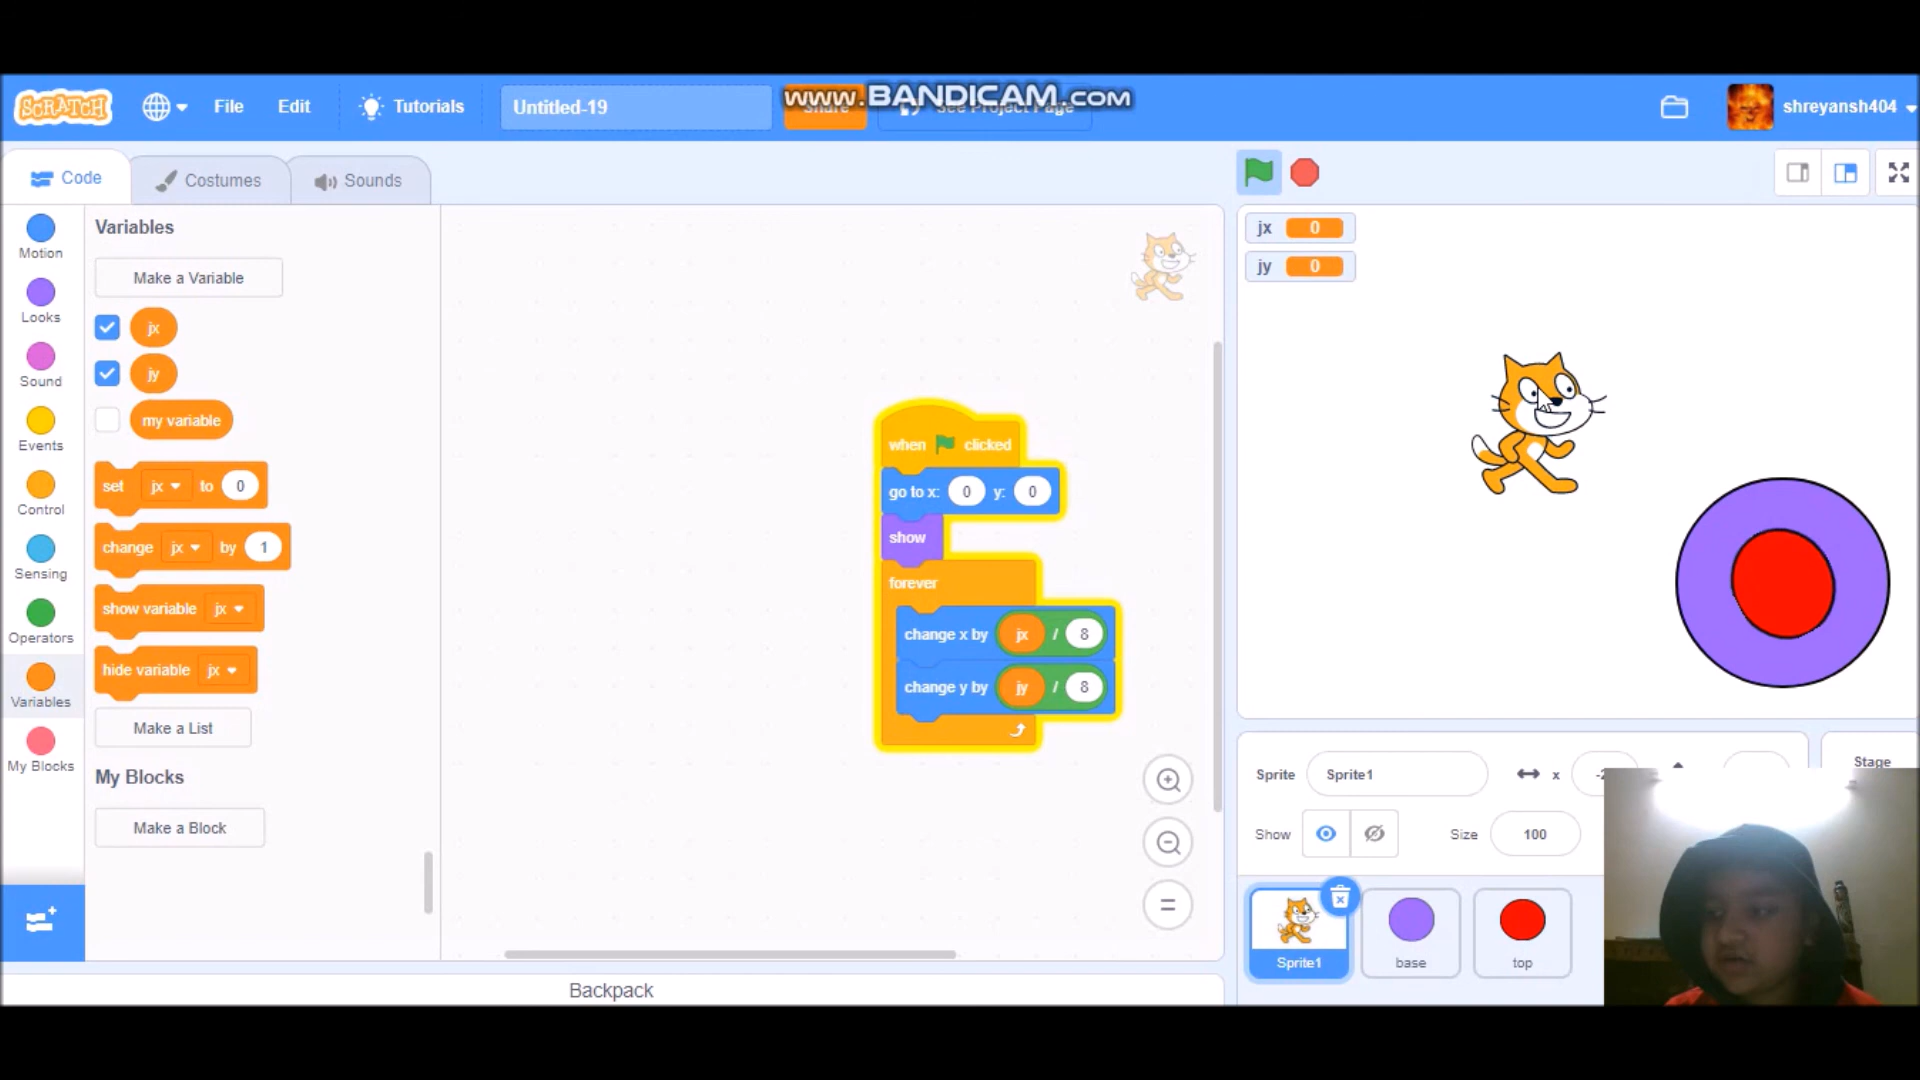 www.BANDICAM.com
SCRATCH
File
Edit
Tutorials
Untitled-19
Share
See Project Page
shreyansh404
Code
Costumes
Sounds
Motion
Looks
Sound
Events
Control
Sensing
Operators
Variables
My Blocks
Variables
Make a Variable
jx
jy
my variable
set jx to 0
change jx by 1
show variable jx
hide variable jx
Make a List
My Blocks
Make a Block
when clicked
go to x: 0 y: 0
show
forever
change x by jx / 8
change y by jy / 8
=
Backpack
jx 0
jy 0
Sprite Sprite1 x
Show Size 100
Stage
Sprite1
base
top